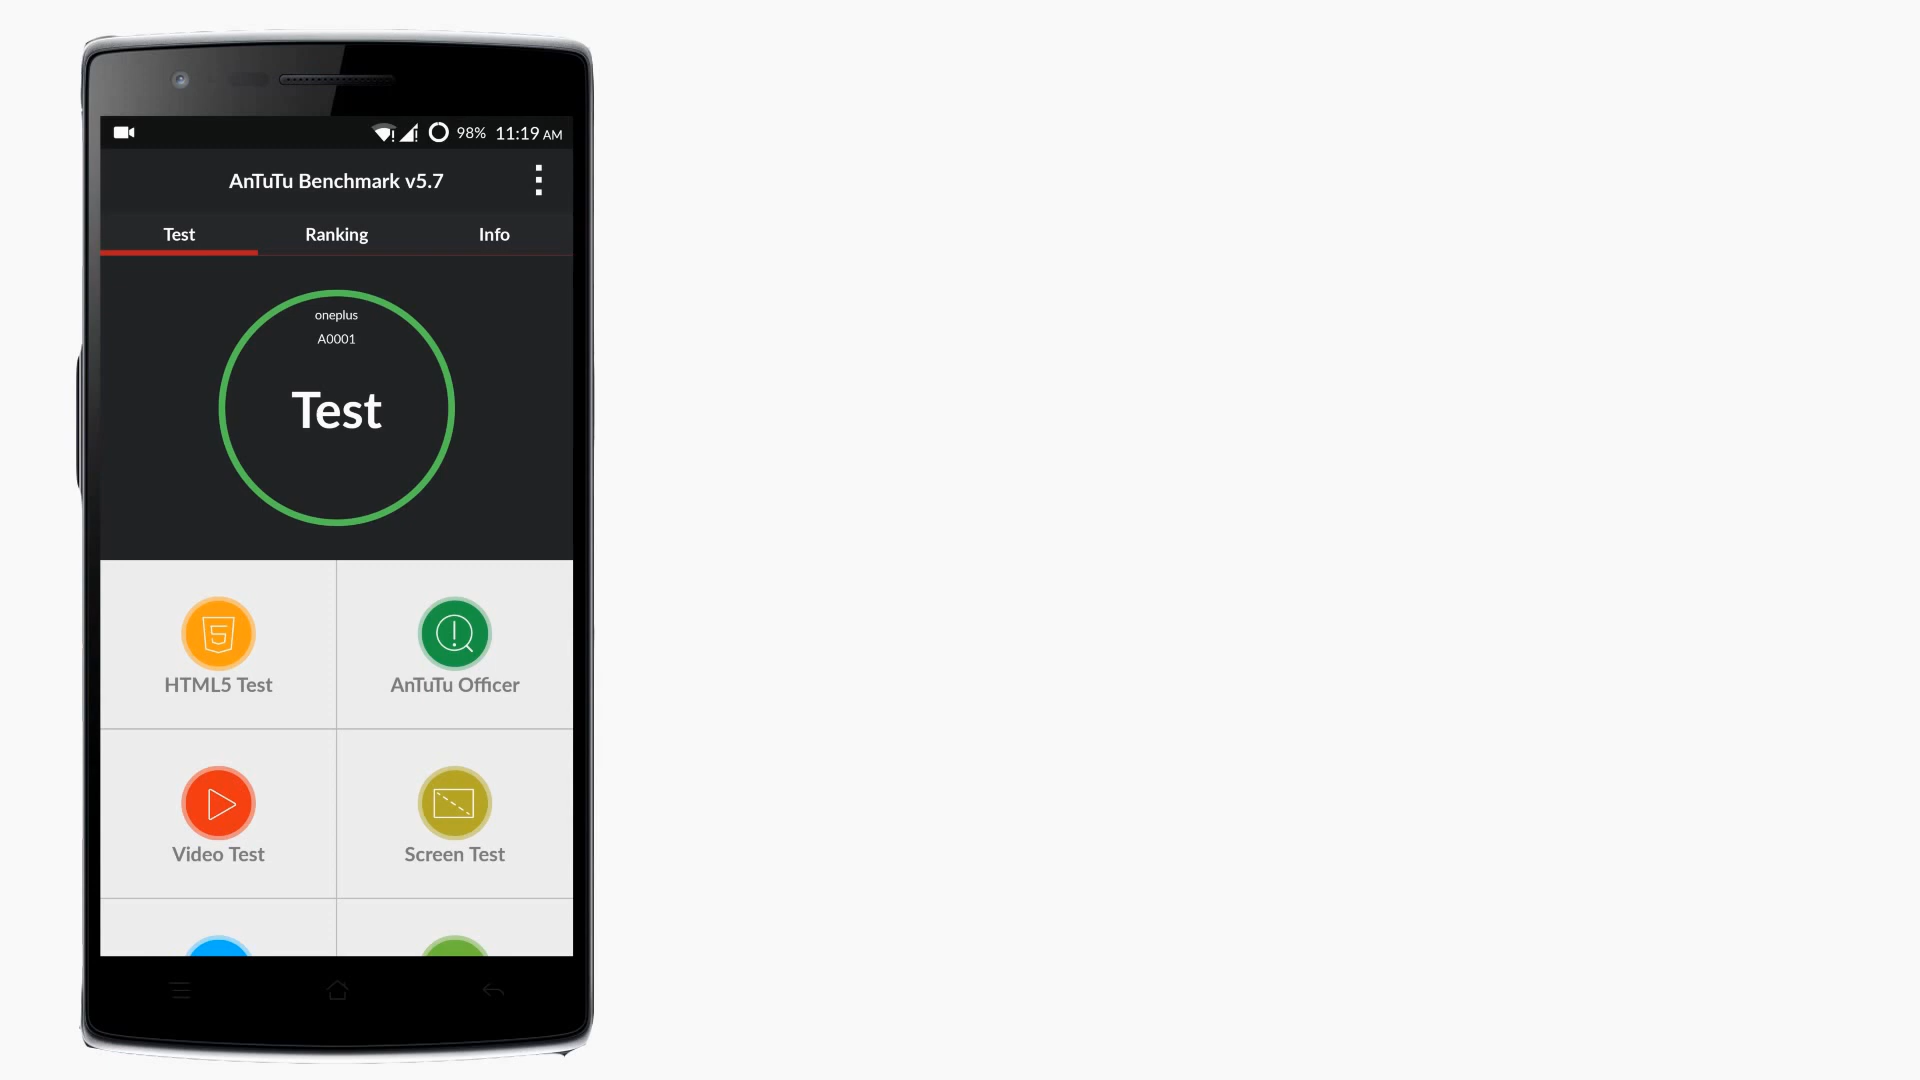 98% 11:19 AM
AnTuTu Benchmark v5.7
Test Ranking Info
oneplus
A0001
Test
HTML5 Test AnTuTu Officer
Video Test Screen Test